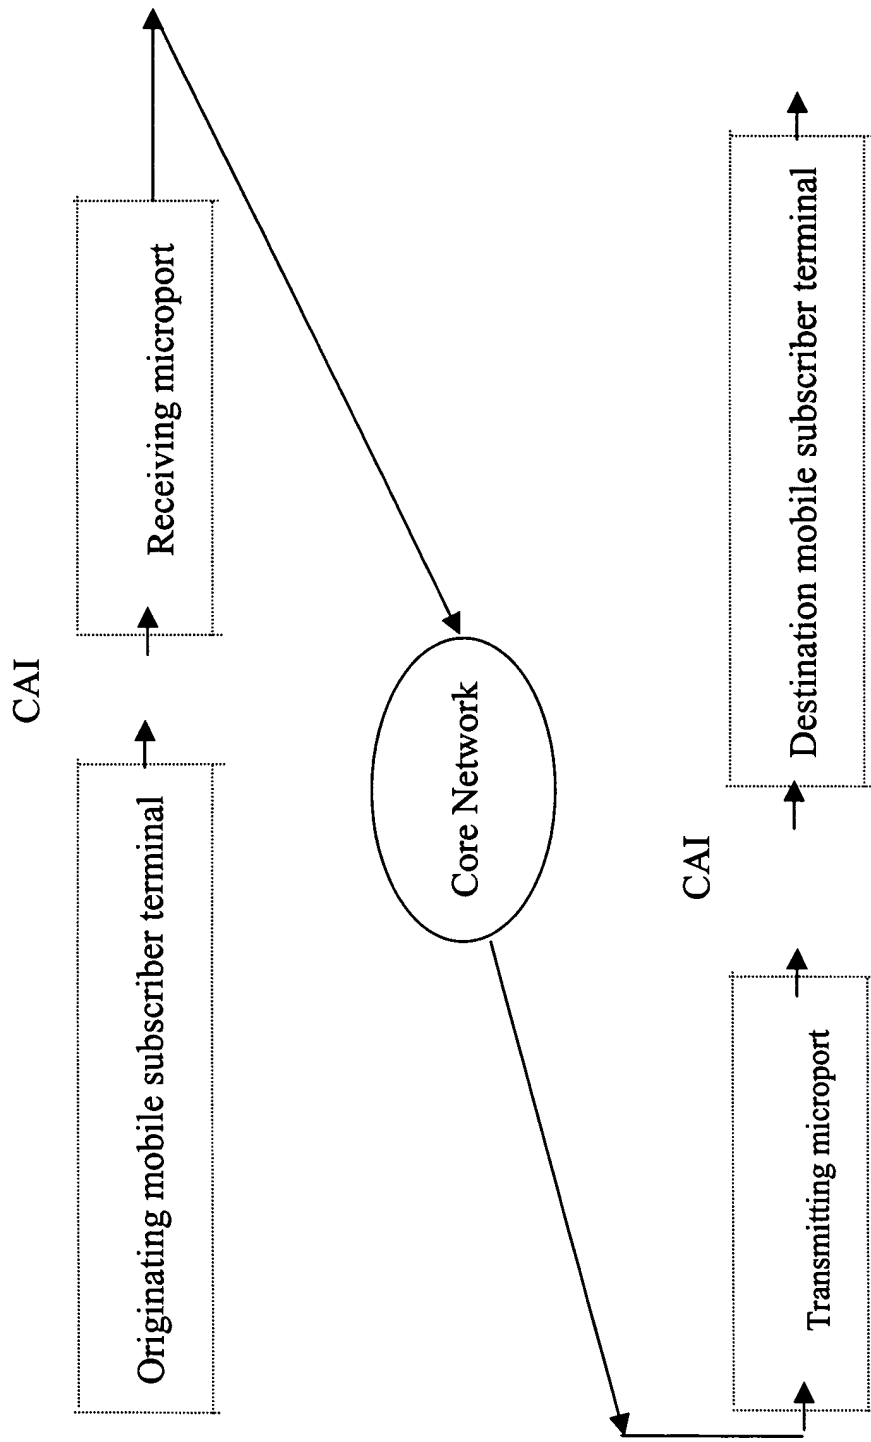 CAI
Originating mobile subscriber terminal
Receiving microport
Core Network
CAI
Transmitting microport
Destination mobile subscriber terminal